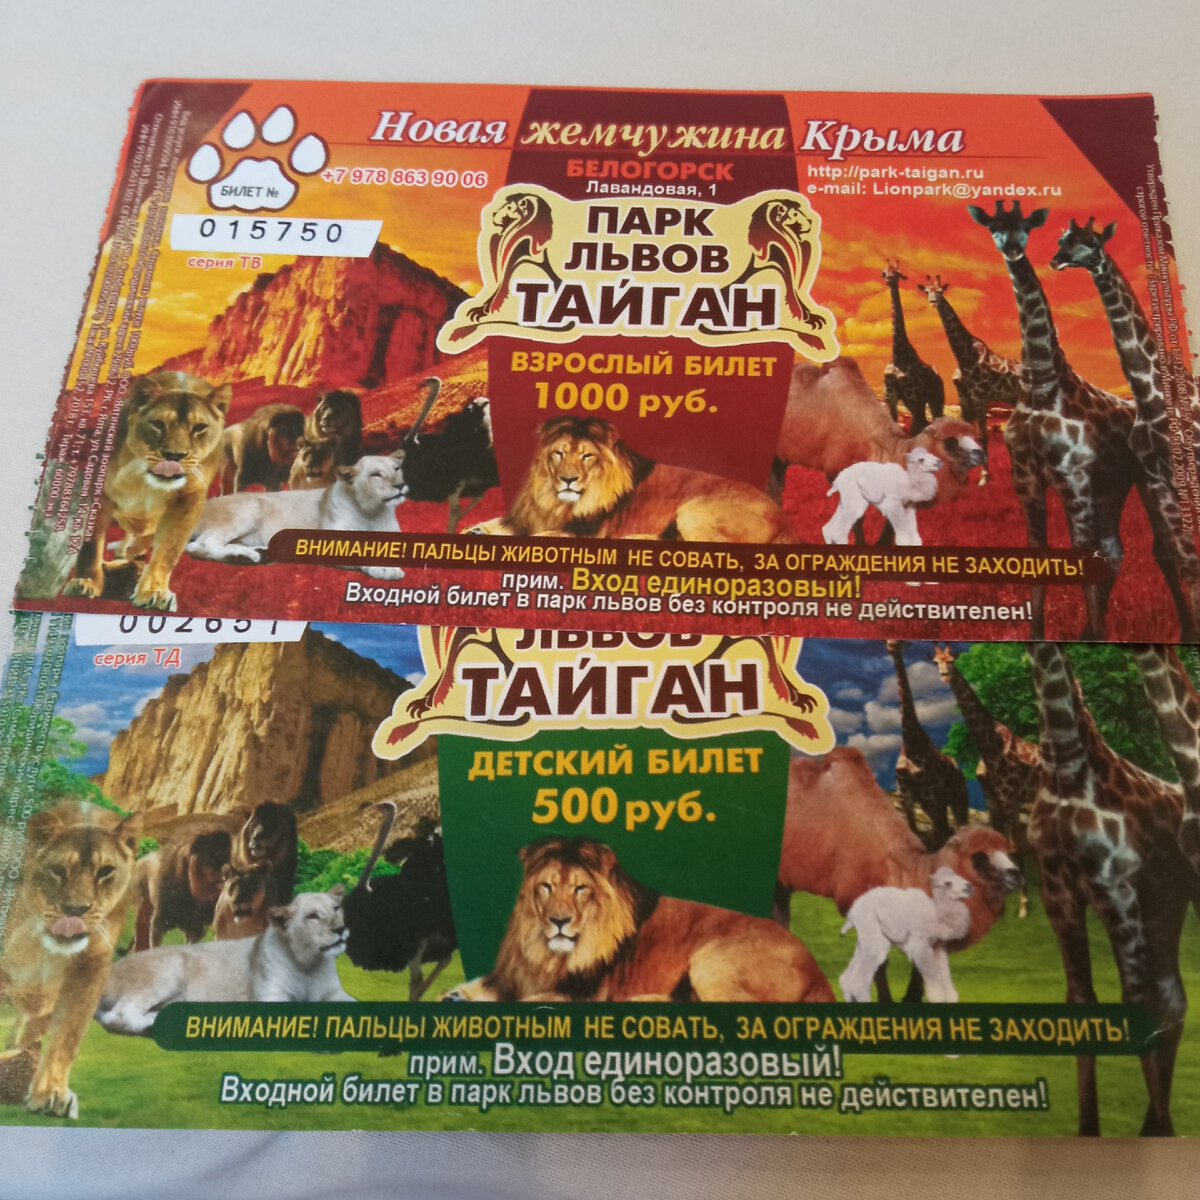 Новая жемчужина Крыма
БЕЛОГОРСК
Лавандовая, 1
+7 978 863 90 06
http://park-taigan.ru
e-mail: Lionpark@yandex.ru
БИЛЕТ №
015750
серия ТВ
ПАРК
ЛЬВОВ
ТАЙГАН
ВЗРОСЛЫЙ БИЛЕТ
1000 руб.
ВНИМАНИЕ! ПАЛЬЦЫ ЖИВОТНЫМ НЕ СОВАТЬ, ЗА ОГРАЖДЕНИЯ НЕ ЗАХОДИТЬ!
прим. Вход единоразовый!
Входной билет в парк львов без контроля не действителен!
002651
серия ТД
ЛЬВОВ
ТАЙГАН
ДЕТСКИЙ БИЛЕТ
500 руб.
ВНИМАНИЕ! ПАЛЬЦЫ ЖИВОТНЫМ НЕ СОВАТЬ, ЗА ОГРАЖДЕНИЯ НЕ ЗАХОДИТЬ!
прим. Вход единоразовый!
Входной билет в парк львов без контроля не действителен!